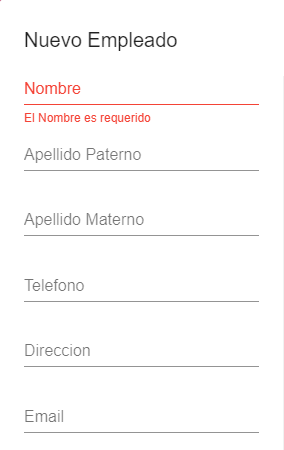 Nuevo Empleado
Nombre
El Nombre es requerido
Apellido Paterno
Apellido Materno
Telefono
Direccion
Email